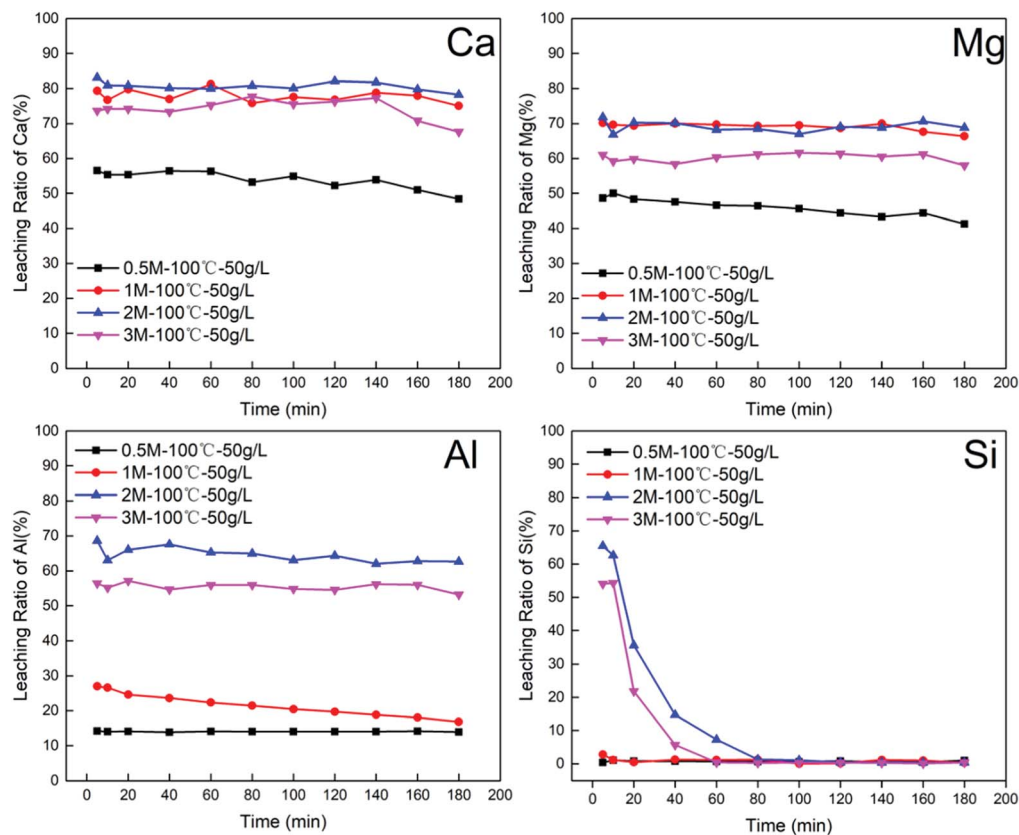 Ca
Leaching Ratio of Ca(%)
100
90
80
70
60
50
40
30
20
10
0
0.5M-100℃-50g/L
1M-100℃-50g/L
2M-100℃-50g/L
3M-100℃-50g/L
0 20 40 60 80 100 120 140 160 180 200
Time (min)
Mg
Leaching Ratio of Mg(%)
100
90
80
70
60
50
40
30
20
10
0
0.5M-100℃-50g/L
1M-100℃-50g/L
2M-100℃-50g/L
3M-100℃-50g/L
0 20 40 60 80 100 120 140 160 180 200
Time (min)
Al
Leaching Ratio of Al(%)
100
90
80
70
60
50
40
30
20
10
0
0.5M-100℃-50g/L
1M-100℃-50g/L
2M-100℃-50g/L
3M-100℃-50g/L
0 20 40 60 80 100 120 140 160 180 200
Time (min)
Si
Leaching Ratio of Si(%)
100
90
80
70
60
50
40
30
20
10
0
0.5M-100℃-50g/L
1M-100℃-50g/L
2M-100℃-50g/L
3M-100℃-50g/L
0 20 40 60 80 100 120 140 160 180 200
Time (min)